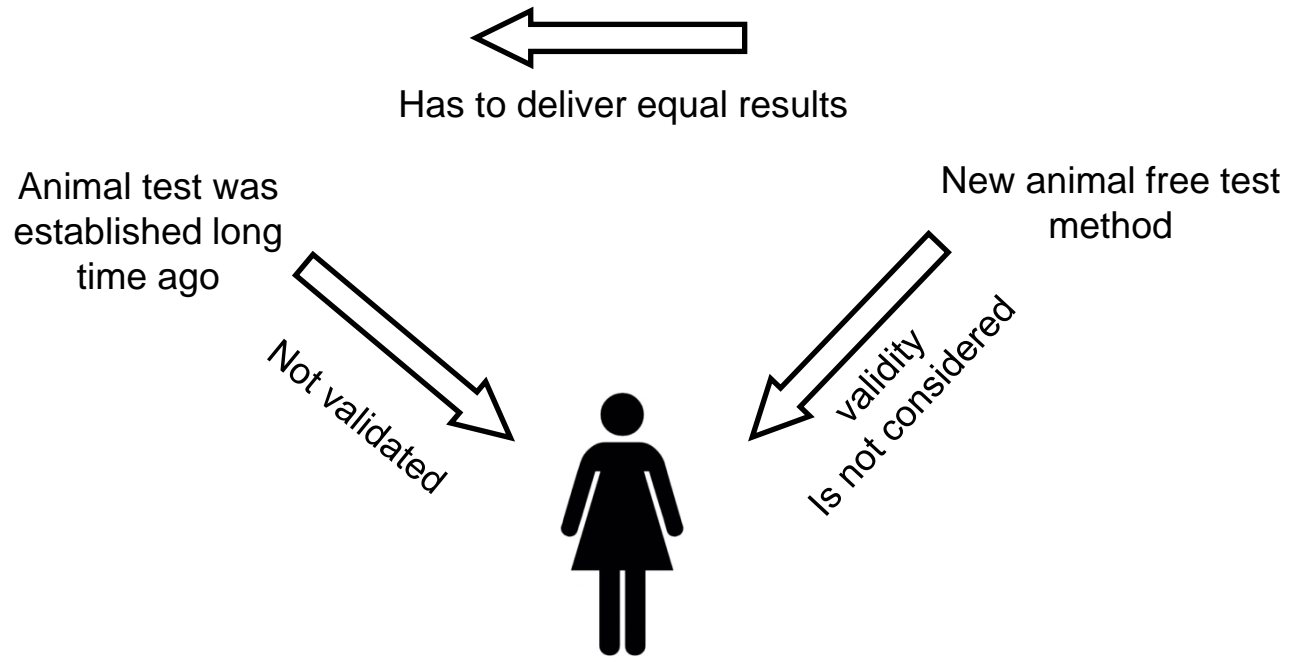 Has to deliver equal results
Animal test was
established long
time ago
New animal free test
method
Not validated
validity
Is not considered